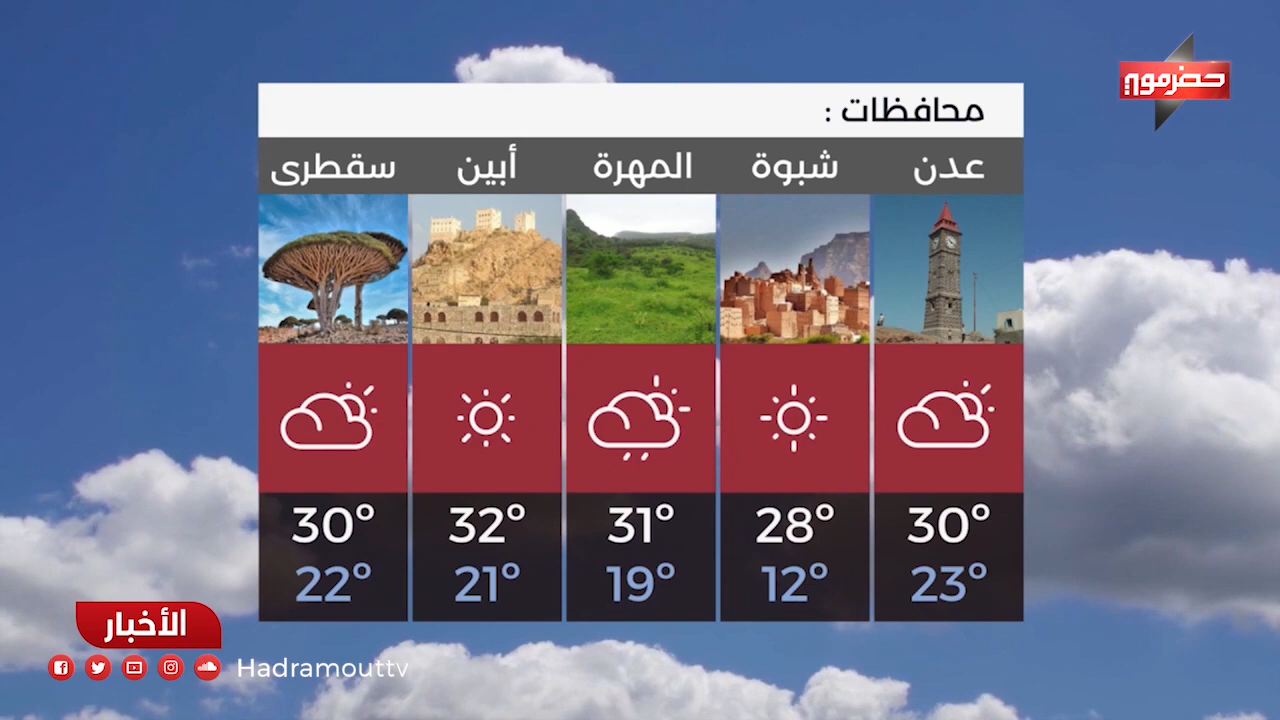 حضرموت
محافظات :
عدن شبوة المهرة أبين سقطرى
30° 28° 31° 32° 30°
23° 12° 19° 21° 22°
الأخبار
Hadramouttv